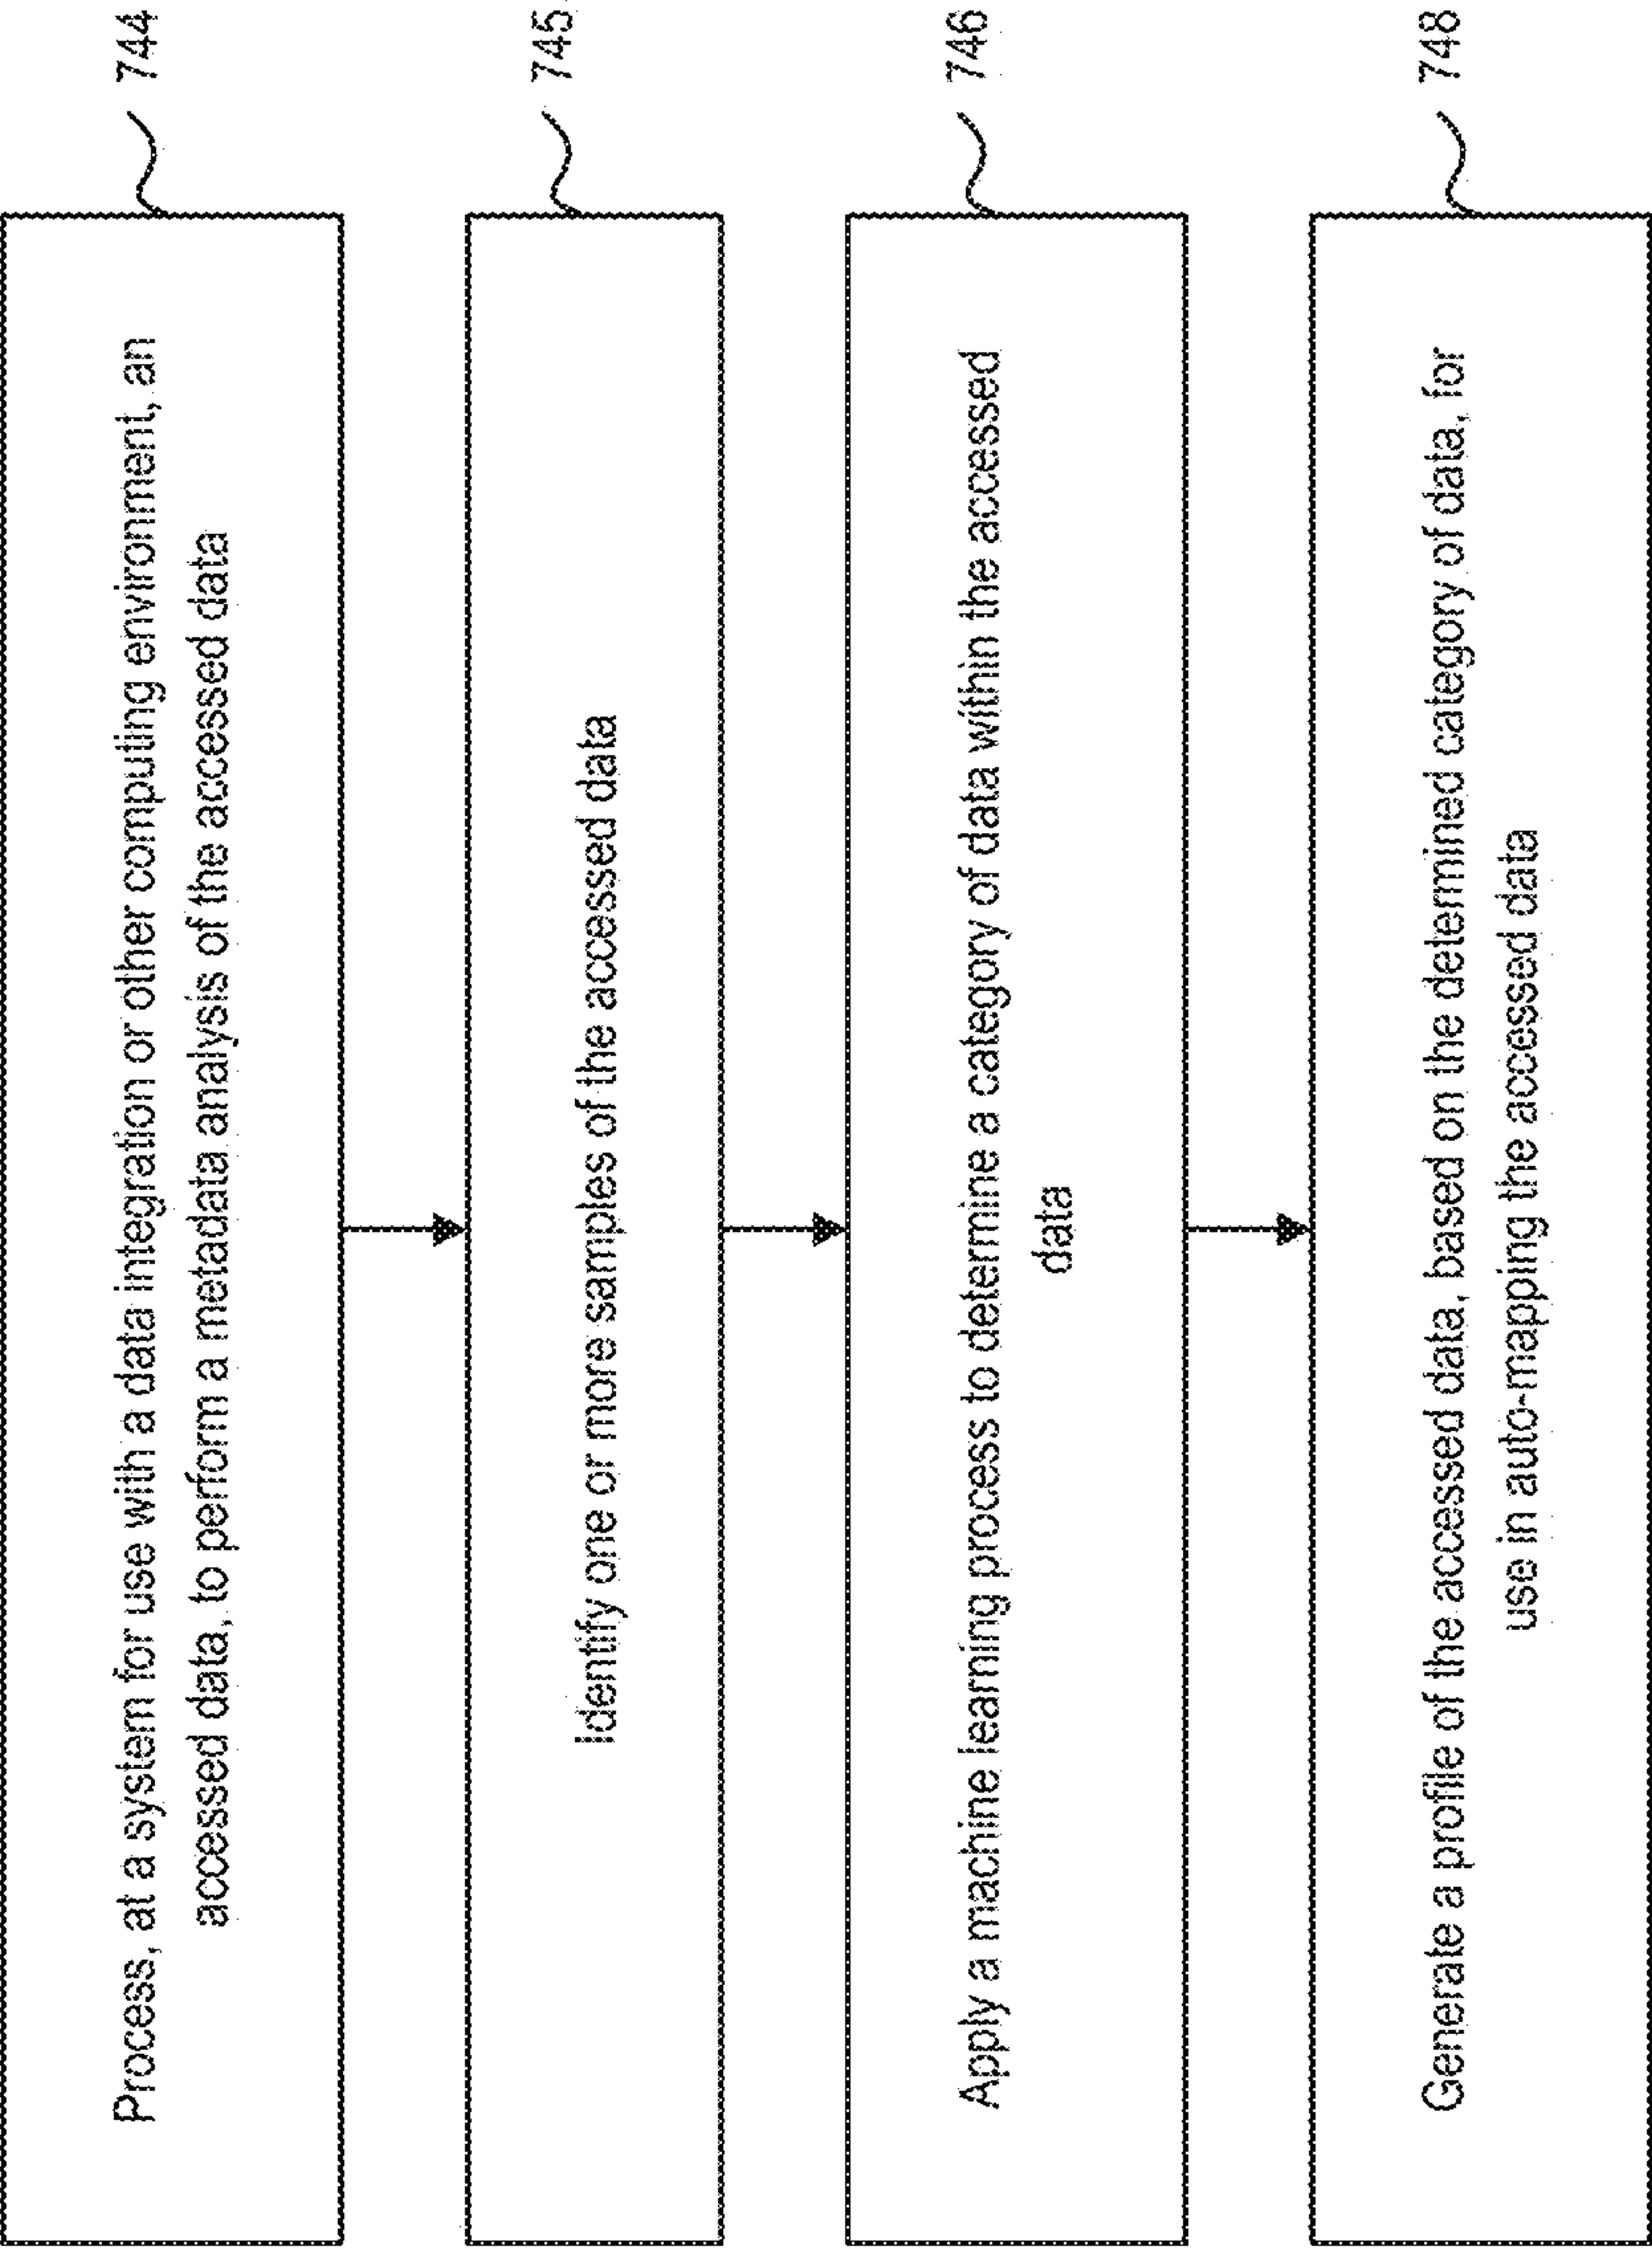 Process, at a system for use with a data integration or other computing environment, an
accessed data, to perform a metadata analysis of the accessed data
744
Identify one or more samples of the accessed data
745
Apply a machine learning process to determine a category of data within the accessed
data
746
Generate a profile of the accessed data, based on the determined category of data, for
use in auto-mapping the accessed data
748